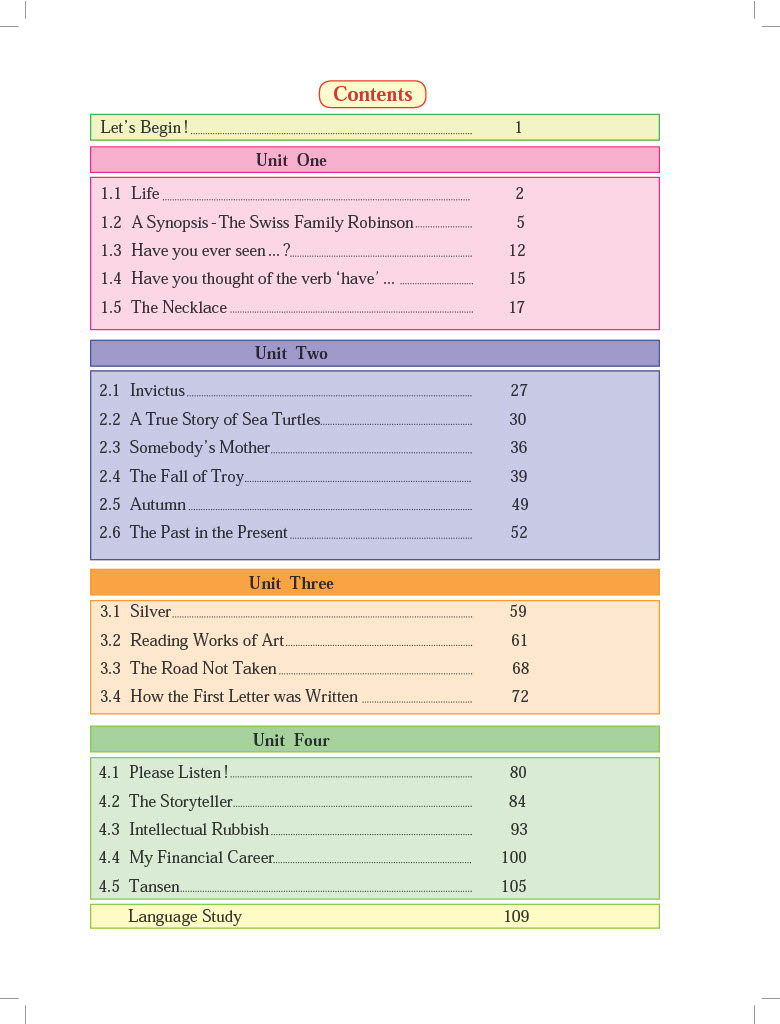 Contents
Let's Begin! 1
Unit One
1.1 Life 2
1.2 A Synopsis - The Swiss Family Robinson 5
1.3 Have you ever seen ... ? 12
1.4 Have you thought of the verb ‘have’ ... 15
1.5 The Necklace 17
Unit Two
2.1 Invictus 27
2.2 A True Story of Sea Turtles 30
2.3 Somebody's Mother 36
2.4 The Fall of Troy 39
2.5 Autumn 49
2.6 The Past in the Present 52
Unit Three
3.1 Silver 59
3.2 Reading Works of Art 61
3.3 The Road Not Taken 68
3.4 How the First Letter was Written 72
Unit Four
4.1 Please Listen! 80
4.2 The Storyteller 84
4.3 Intellectual Rubbish 93
4.4 My Financial Career 100
4.5 Tansen 105
Language Study 109